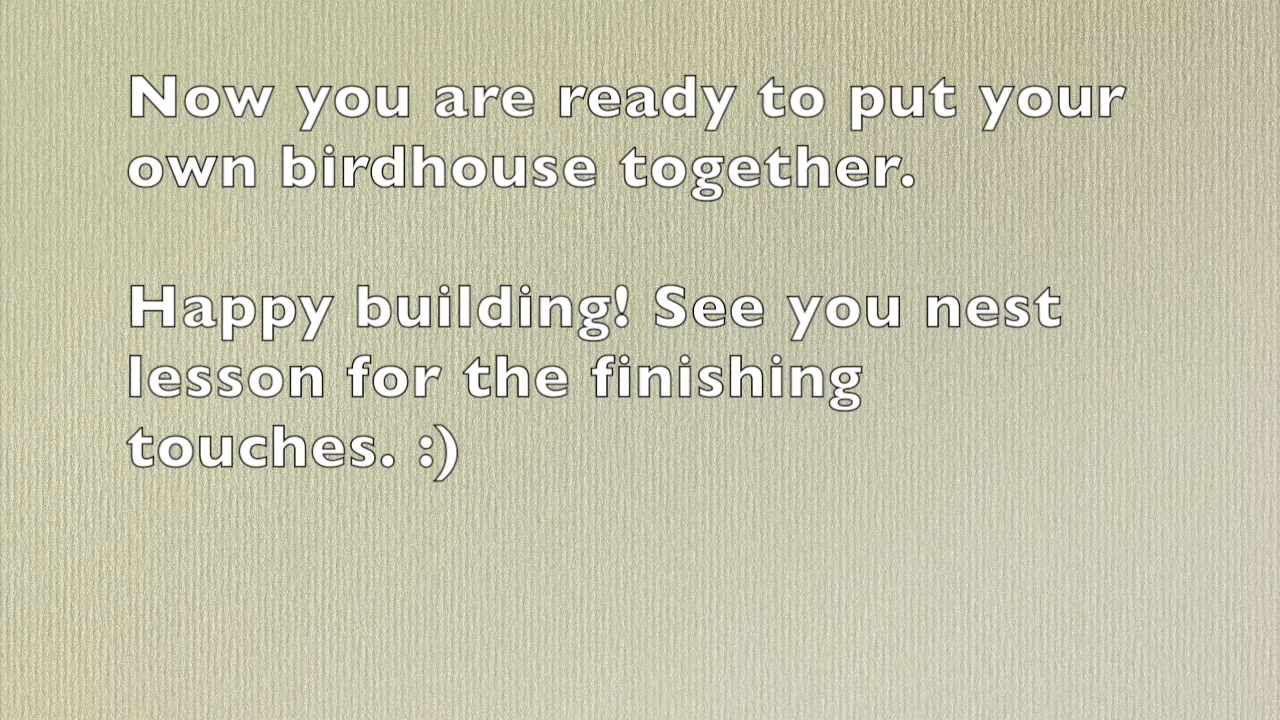 Now you are ready to put your
own birdhouse together.
Happy building! See you nest
lesson for the finishing
touches. :)